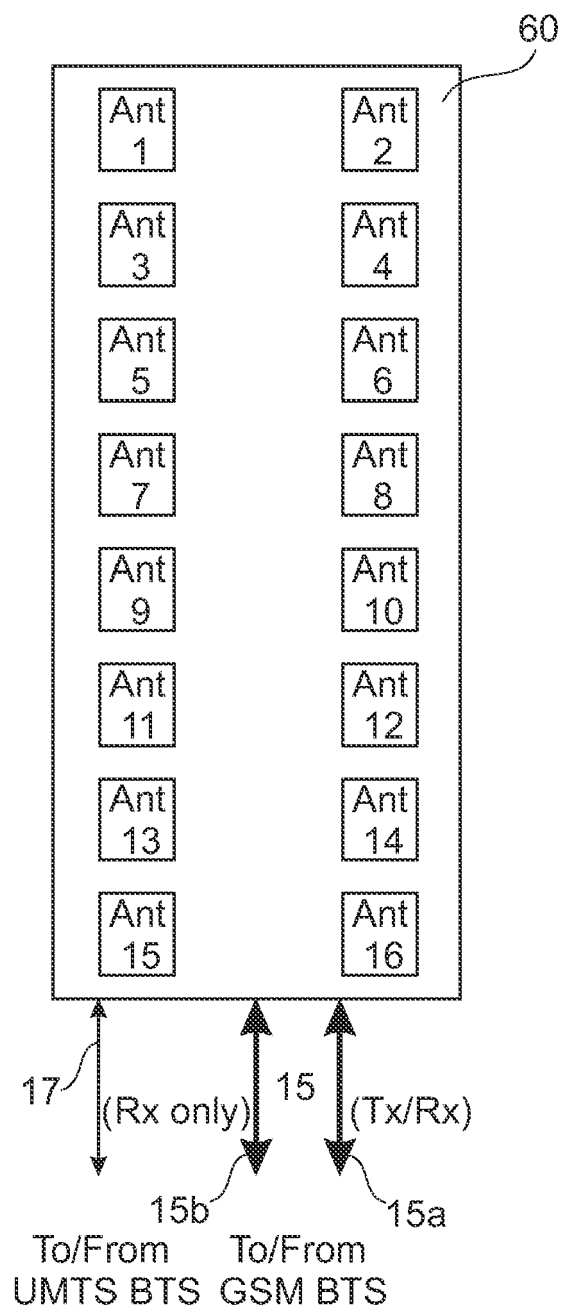 60
Ant
1
Ant
2
Ant
3
Ant
4
Ant
5
Ant
6
Ant
7
Ant
8
Ant
9
Ant
10
Ant
11
Ant
12
Ant
13
Ant
14
Ant
15
Ant
16
17
(Rx only)
15
(Tx/Rx)
15b
15a
To/From
UMTS BTS
To/From
GSM BTS